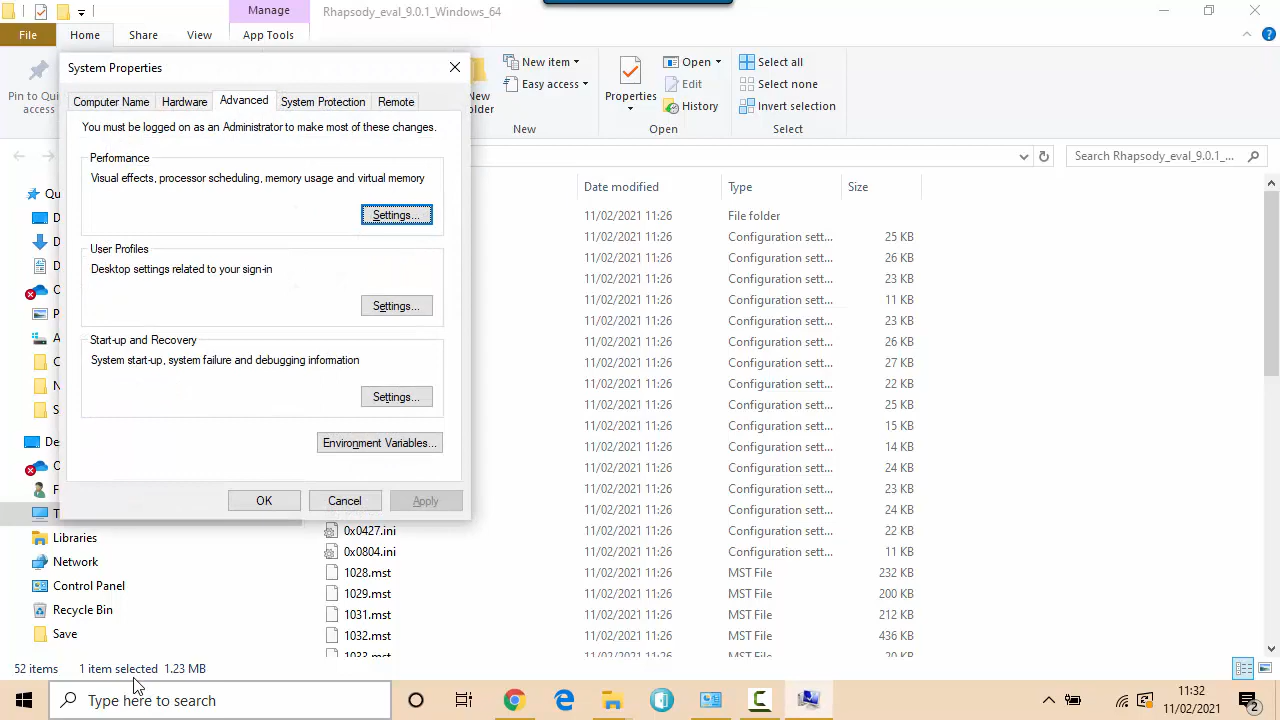 Manage
Rhapsody_eval_9.0.1_Windows_64
File
Home
Share
View
App Tools
Pin to Qui
access
New
New item
Easy access
Properties
Open
Edit
History
Select all
Select none
Invert selection
New
Open
Select
System Properties
Computer Name
Hardware
Advanced
System Protection
Remote
You must be logged on as an Administrator to make most of these changes.
Performance
Visual effects, processor scheduling, memory usage and virtual memory
Settings...
User Profiles
Desktop settings related to your sign-in
Settings...
Start-up and Recovery
System start-up, system failure and debugging information
Settings...
Environment Variables...
OK
Cancel
Apply
Search Rhapsody_eval_9.0.1_...
Date modified
Type
Size
11/02/2021 11:26 File folder
11/02/2021 11:26 Configuration sett... 25 KB
11/02/2021 11:26 Configuration sett... 26 KB
11/02/2021 11:26 Configuration sett... 23 KB
11/02/2021 11:26 Configuration sett... 11 KB
11/02/2021 11:26 Configuration sett... 23 KB
11/02/2021 11:26 Configuration sett... 26 KB
11/02/2021 11:26 Configuration sett... 27 KB
11/02/2021 11:26 Configuration sett... 22 KB
11/02/2021 11:26 Configuration sett... 25 KB
11/02/2021 11:26 Configuration sett... 15 KB
11/02/2021 11:26 Configuration sett... 14 KB
11/02/2021 11:26 Configuration sett... 24 KB
11/02/2021 11:26 Configuration sett... 23 KB
11/02/2021 11:26 Configuration sett... 24 KB
0x0427.ini 11/02/2021 11:26 Configuration sett... 22 KB
0x0804.ini 11/02/2021 11:26 Configuration sett... 11 KB
1028.mst 11/02/2021 11:26 MST File 232 KB
1029.mst 11/02/2021 11:26 MST File 200 KB
1031.mst 11/02/2021 11:26 MST File 212 KB
1032.mst 11/02/2021 11:26 MST File 436 KB
Libraries
Network
Control Panel
Recycle Bin
Save
52 items
1 item selected 1.23 MB
Type here to search
11:32
11/02/2021
2